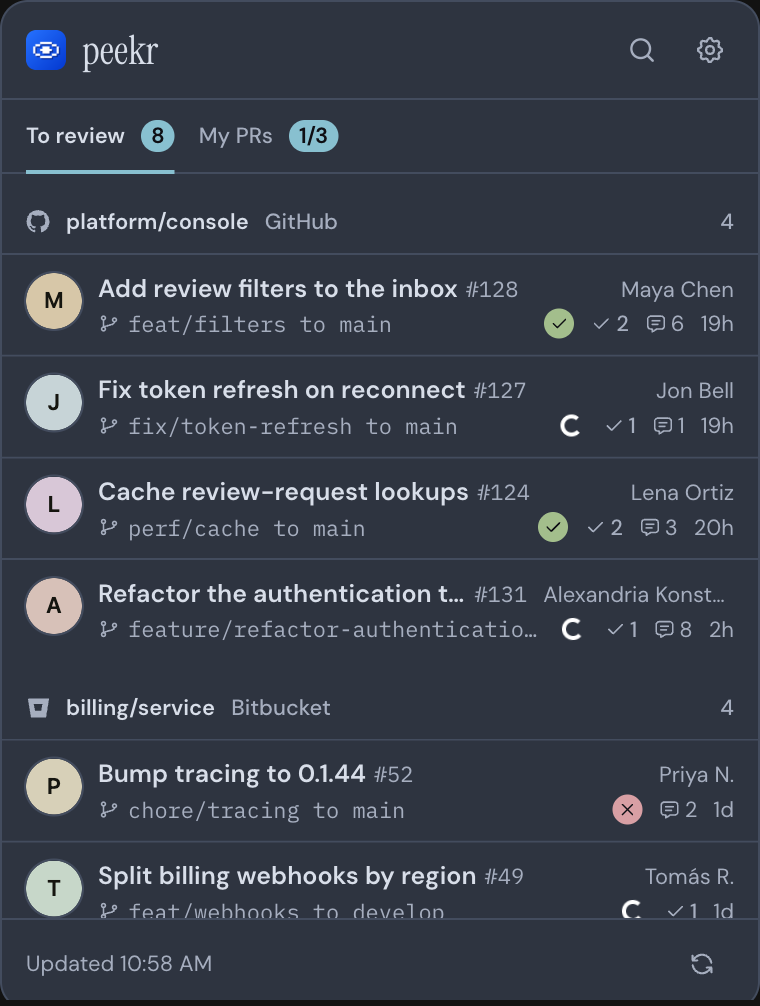 peekr
To review 8 My PRs 1/3
platform/console GitHub 4
M Add review filters to the inbox #128 Maya Chen
feat/filters to main 2 6 19h
J Fix token refresh on reconnect #127 Jon Bell
fix/token-refresh to main 1 1 19h
L Cache review-request lookups #124 Lena Ortiz
perf/cache to main 2 3 20h
A Refactor the authentication t... #131 Alexandria Konst...
feature/refactor-authenticatio... 1 8 2h
billing/service Bitbucket 4
P Bump tracing to 0.1.44 #52 Priya N.
chore/tracing to main 2 1d
T Split billing webhooks by region #49 Tomás R.
feat/webhooks to develop 1 1d
Updated 10:58 AM